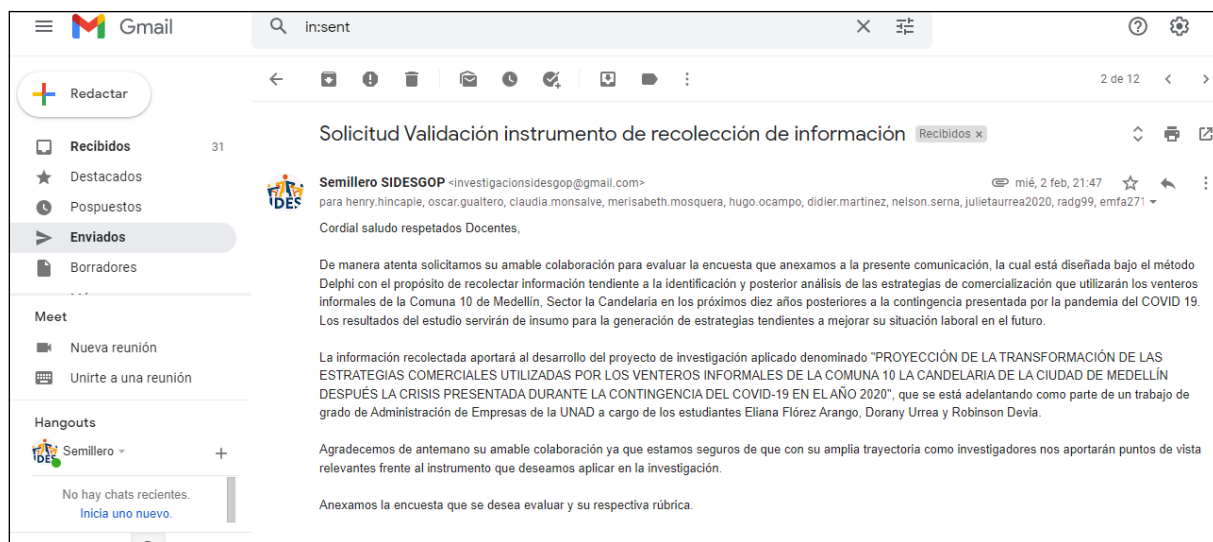 Gmail
in:sent
Redactar
2 de 12
Solicitud Validación instrumento de recolección de información Recibidos x
Recibidos 31
Destacados
Pospuestos
Enviados
Borradores
Semillero SIDESGOP <investigacionsidesgop@gmail.com> mié, 2 feb, 21:47
para henry.hincapie, oscar.gualtero, claudia.monsalve, merisabeth.mosquera, hugo.ocampo, didier.martinez, nelson.serna, julietaurrea2020, radg99, emfa271
Cordial saludo respetados Docentes,
De manera atenta solicitamos su amable colaboración para evaluar la encuesta que anexamos a la presente comunicación, la cual está diseñada bajo el método
Delphi con el propósito de recolectar información tendiente a la identificación y posterior análisis de las estrategias de comercialización que utilizarán los venteros
informales de la Comuna 10 de Medellín, Sector la Candelaria en los próximos diez años posteriores a la contingencia presentada por la pandemia del COVID 19.
Los resultados del estudio servirán de insumo para la generación de estrategias tendientes a mejorar su situación laboral en el futuro.
La información recolectada aportará al desarrollo del proyecto de investigación aplicado denominado "PROYECCIÓN DE LA TRANSFORMACIÓN DE LAS
ESTRATEGIAS COMERCIALES UTILIZADAS POR LOS VENTEROS INFORMALES DE LA COMUNA 10 LA CANDELARIA DE LA CIUDAD DE MEDELLÍN
DESPUÉS LA CRISIS PRESENTADA DURANTE LA CONTINGENCIA DEL COVID-19 EN EL AÑO 2020", que se está adelantando como parte de un trabajo de
grado de Administración de Empresas de la UNAD a cargo de los estudiantes Eliana Flórez Arango, Dorany Urrea y Robinson Devia.
Agradecemos de antemano su amable colaboración ya que estamos seguros de que con su amplia trayectoria como investigadores nos aportarán puntos de vista
relevantes frente al instrumento que deseamos aplicar en la investigación.
Anexamos la encuesta que se desea evaluar y su respectiva rúbrica.
Meet
Nueva reunión
Unirte a una reunión
Hangouts
Semillero
No hay chats recientes.
Inicia uno nuevo.